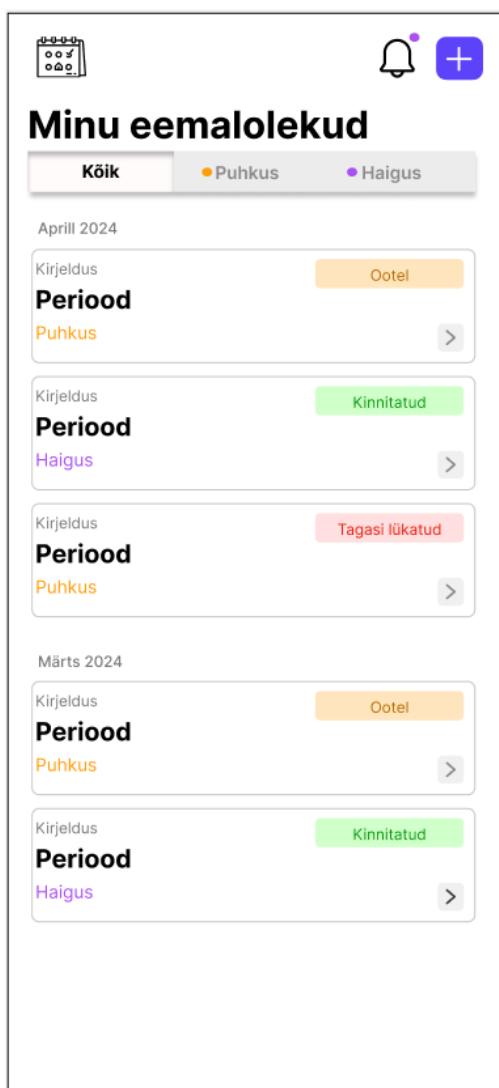 Minu eemalolekud
Kõik Puhkus Haigus
Aprill 2024
Kirjeldus
Ootel
Periood
Puhkus
Kirjeldus
Kinnitatud
Periood
Haigus
Kirjeldus
Tagasi lükatud
Periood
Puhkus
Märts 2024
Kirjeldus
Ootel
Periood
Puhkus
Kirjeldus
Kinnitatud
Periood
Haigus